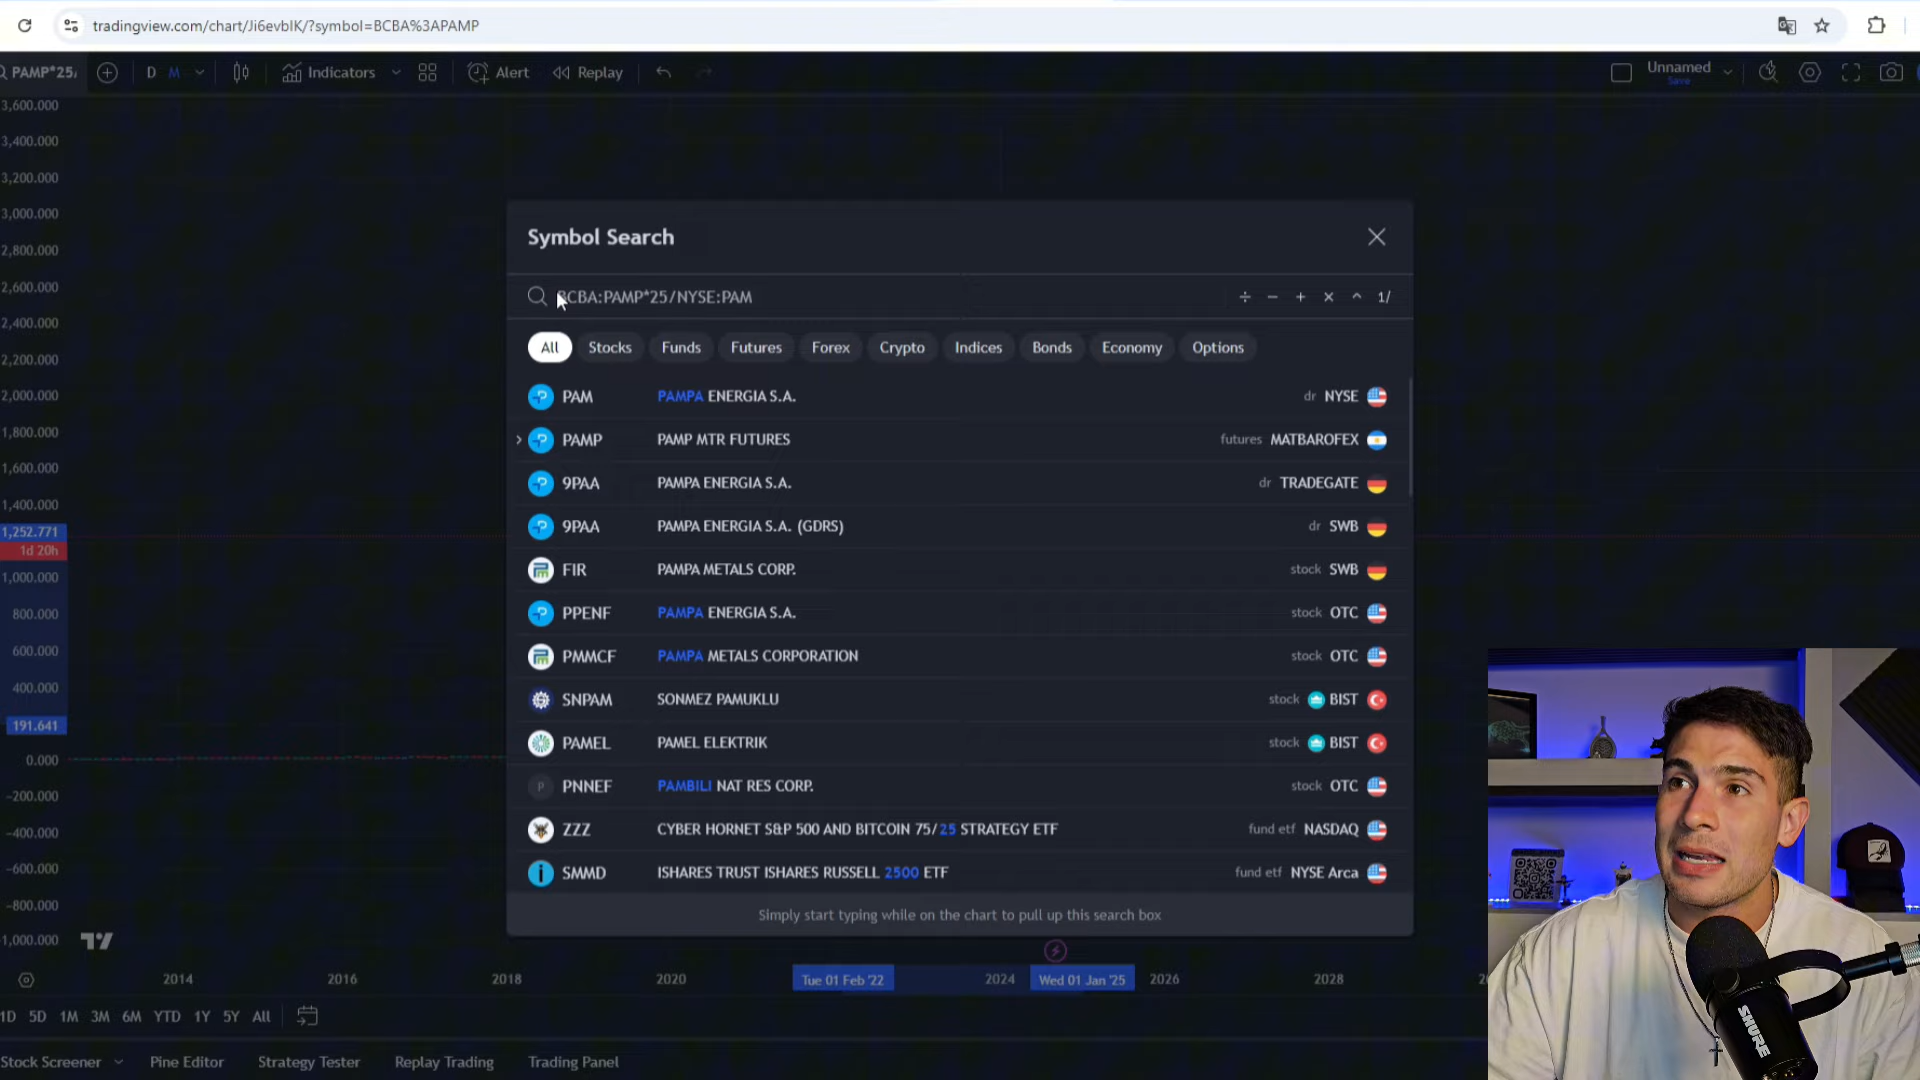 tradingview.com/chart/Ji6evblK/?symbol=BCBA%3APAMP
PAMP*25/ D M Indicators Alert Replay Unnamed
Save
3,600.000
3,400.000
3,200.000
3,000.000
2,800.000
2,600.000
2,400.000
2,200.000
2,000.000
1,800.000
1,600.000
1,400.000
1,252.771
1d 20h
1,000.000
800.000
600.000
400.000
191.641
0.000
−200.000
−400.000
−600.000
−800.000
−1,000.000
Symbol Search
BCBA:PAMP*25/NYSE:PAM ÷ − + × ^ 1/
All Stocks Funds Futures Forex Crypto Indices Bonds Economy Options
PAM PAMPA ENERGIA S.A. dr NYSE
PAMP PAMP MTR FUTURES futures MATBAROFEX
9PAA PAMPA ENERGIA S.A. dr TRADEGATE
9PAA PAMPA ENERGIA S.A. (GDRS) dr SWB
FIR PAMPA METALS CORP. stock SWB
PPENF PAMPA ENERGIA S.A. stock OTC
PMMCF PAMPA METALS CORPORATION stock OTC
SNPAM SONMEZ PAMUKLU stock BIST
PAMEL PAMEL ELEKTRIK stock BIST
P PNNEF PAMBILI NAT RES CORP. stock OTC
ZZZ CYBER HORNET S&P 500 AND BITCOIN 75/25 STRATEGY ETF fund etf NASDAQ
SMMD ISHARES TRUST ISHARES RUSSELL 2500 ETF fund etf NYSE Arca
Simply start typing while on the chart to pull up this search box
2014 2016 2018 2020 Tue 01 Feb '22 2024 Wed 01 Jan '25 2026 2028
1D 5D 1M 3M 6M YTD 1Y 5Y All
Stock Screener Pine Editor Strategy Tester Replay Trading Trading Panel
SHURE